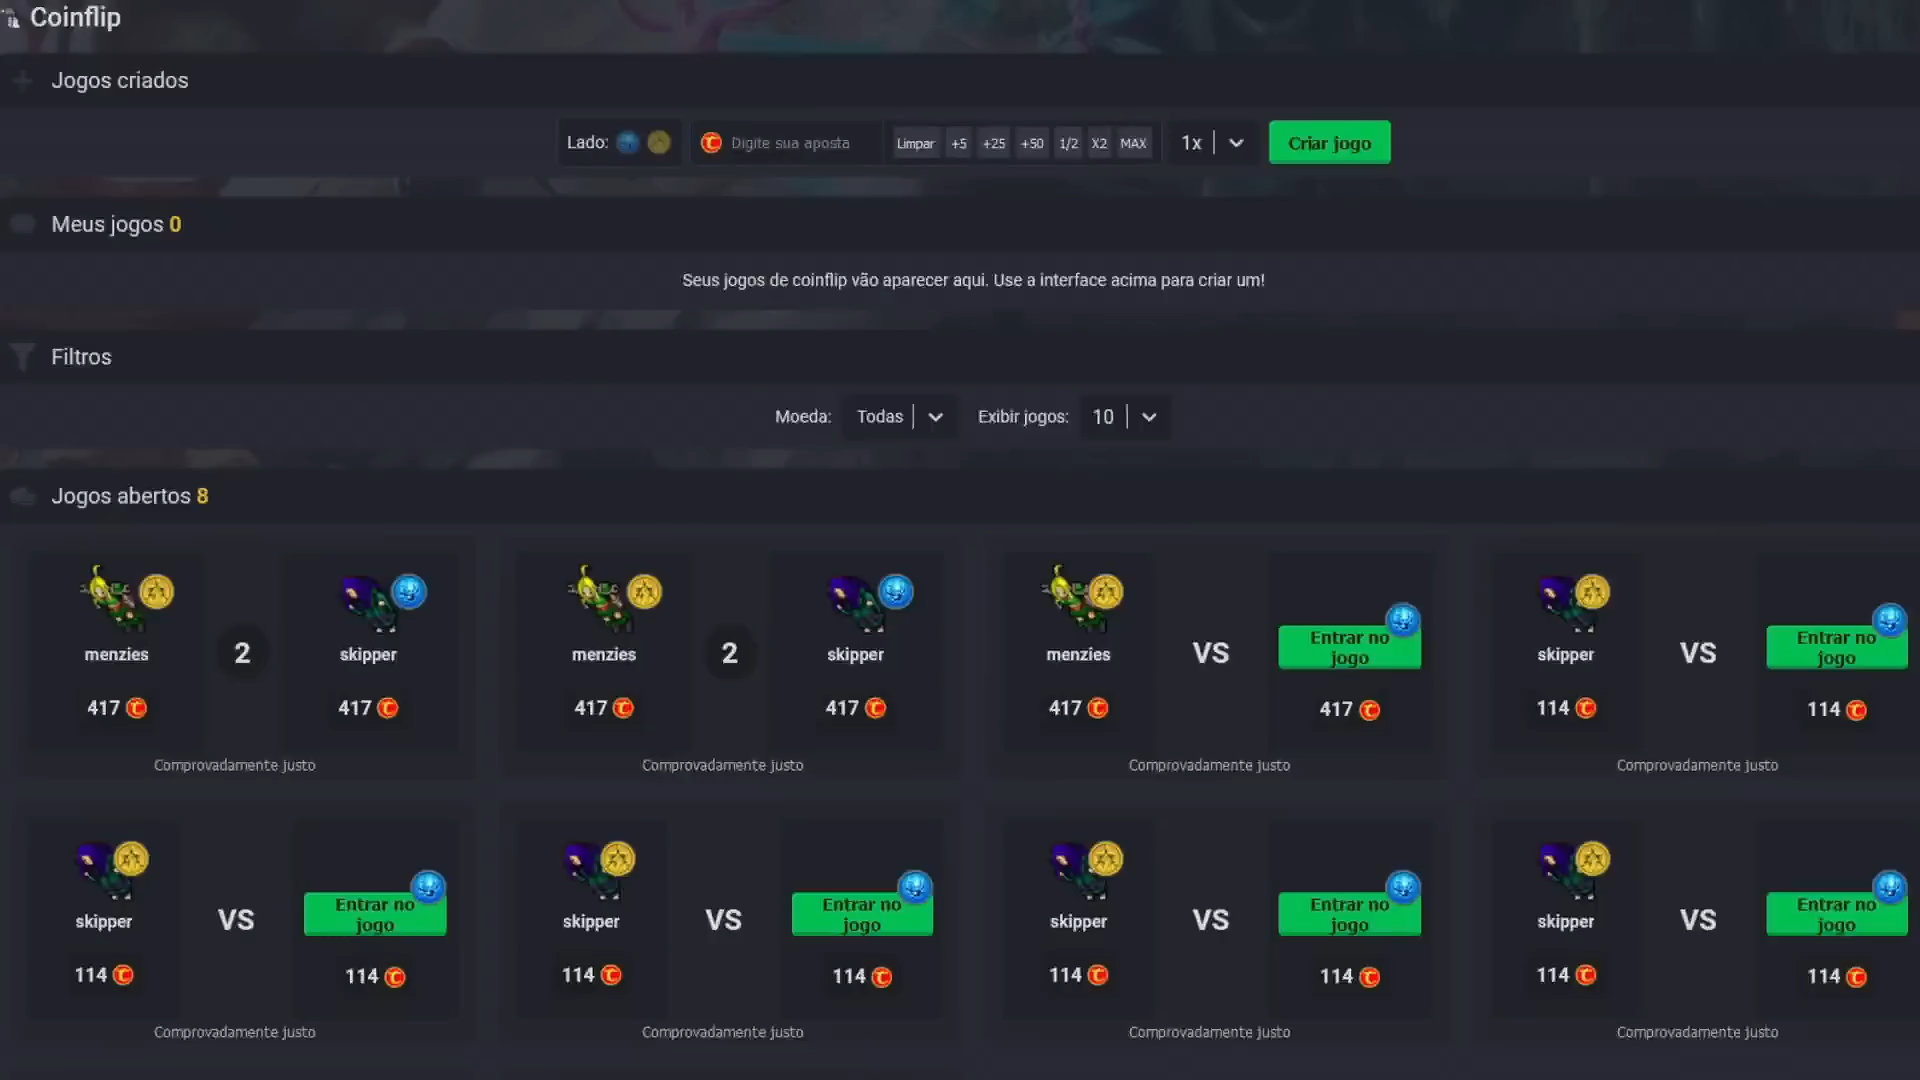 Coinflip
Jogos criados
Lado: Digite sua aposta Limpar +5 +25 +50 1/2 X2 MAX 1x Criar jogo
Meus jogos 0
Seus jogos de coinflip vão aparecer aqui. Use a interface acima para criar um!
Filtros
Moeda: Todas Exibir jogos: 10
Jogos abertos 8
menzies 2 skipper
417 417
Comprovadamente justo
menzies 2 skipper
417 417
Comprovadamente justo
menzies VS Entrar no
jogo
417 417
Comprovadamente justo
skipper VS Entrar no
jogo
114 114
Comprovadamente justo
skipper VS Entrar no
jogo
114 114
Comprovadamente justo
skipper VS Entrar no
jogo
114 114
Comprovadamente justo
skipper VS Entrar no
jogo
114 114
Comprovadamente justo
skipper VS Entrar no
jogo
114 114
Comprovadamente justo